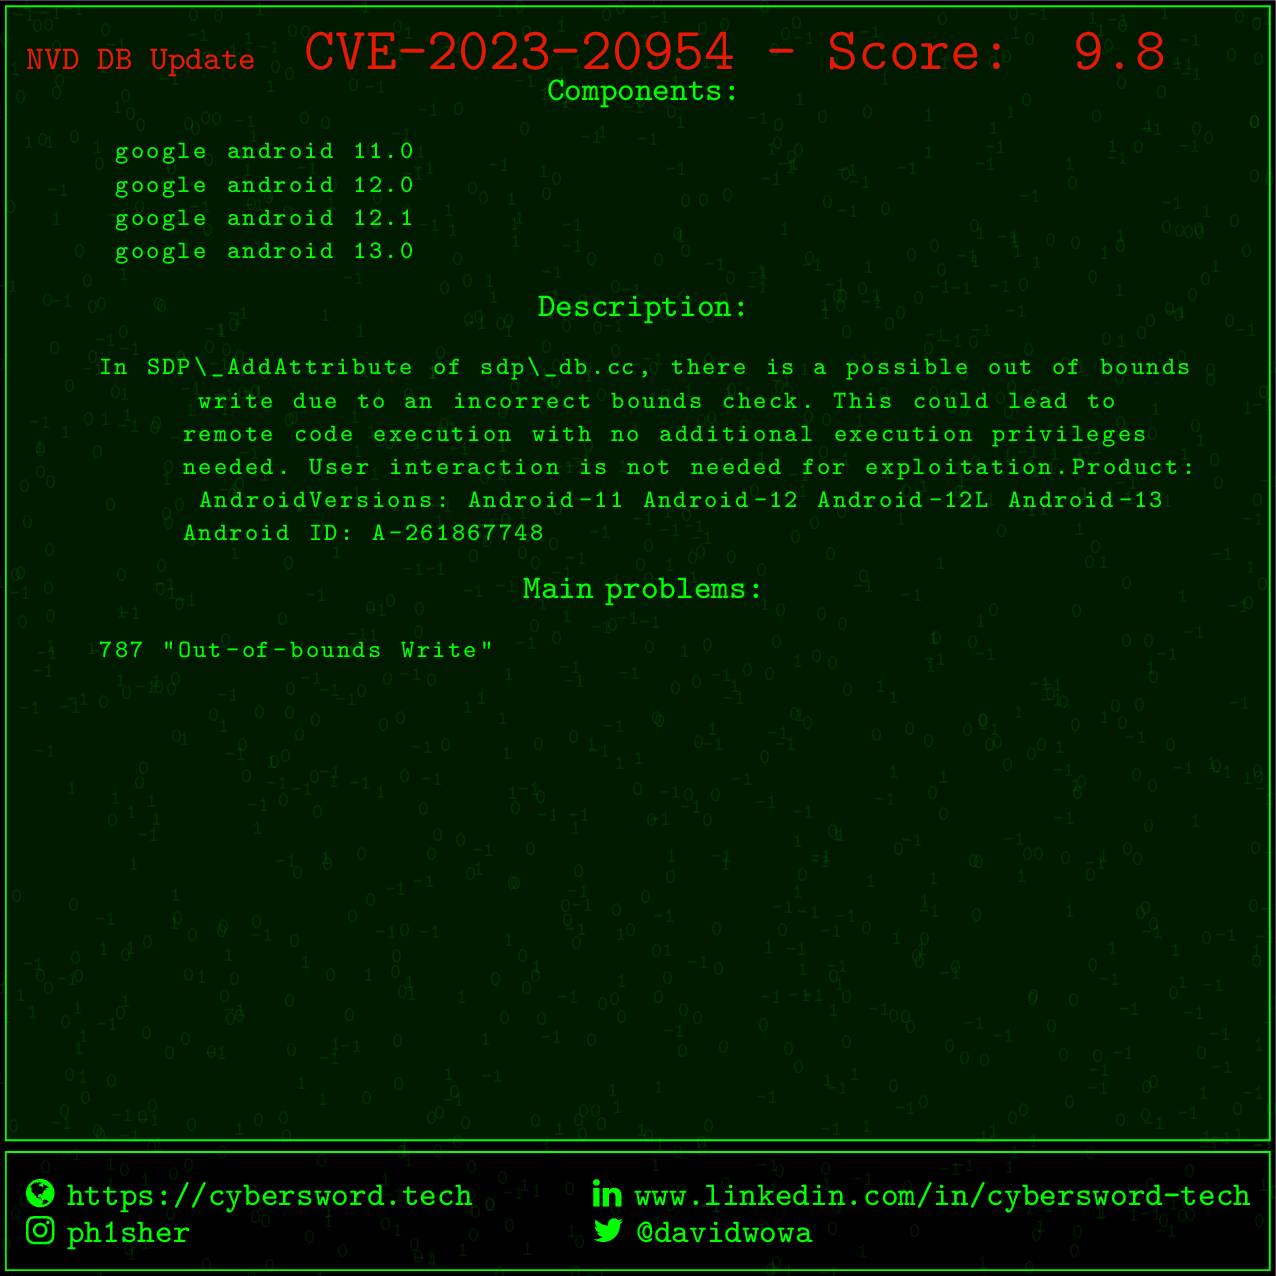 NVD DB Update CVE-2023-20954 - Score: 9.8
Components:
google android 11.0
google android 12.0
google android 12.1
google android 13.0
Description:
In SDP\_AddAttribute of sdp\_db.cc, there is a possible out of bounds
write due to an incorrect bounds check. This could lead to
remote code execution with no additional execution privileges
needed. User interaction is not needed for exploitation.Product:
AndroidVersions: Android-11 Android-12 Android-12L Android-13
Android ID: A-261867748
Main problems:
787 "Out-of-bounds Write"
https://cybersword.tech www.linkedin.com/in/cybersword-tech
ph1sher @davidwowa